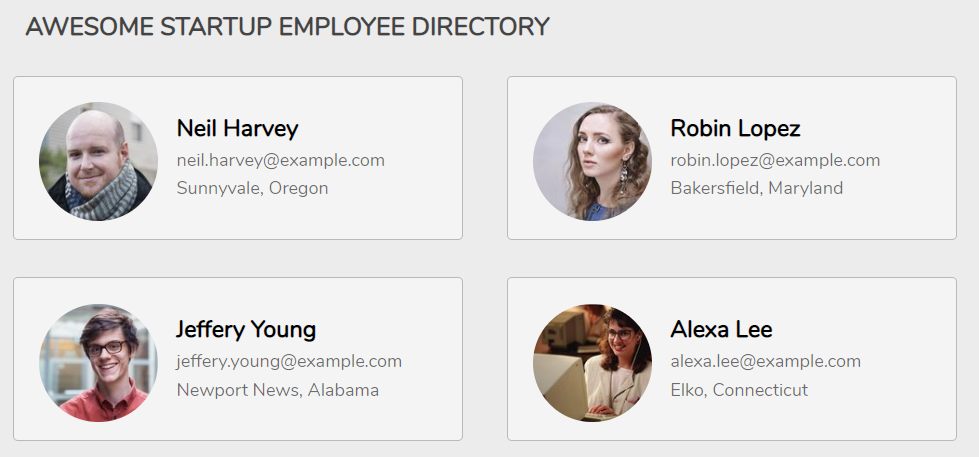 AWESOME STARTUP EMPLOYEE DIRECTORY
Neil Harvey
neil.harvey@example.com
Sunnyvale, Oregon
Robin Lopez
robin.lopez@example.com
Bakersfield, Maryland
Jeffery Young
jeffery.young@example.com
Newport News, Alabama
Alexa Lee
alexa.lee@example.com
Elko, Connecticut